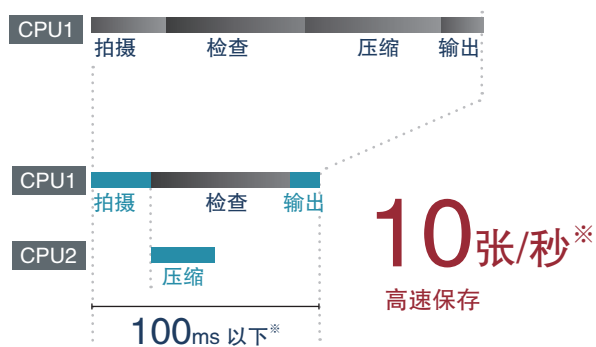 CPU1
拍摄 检查 压缩 输出
CPU1
拍摄 检查 输出
CPU2
压缩
100ms 以下※
10张/秒※
高速保存